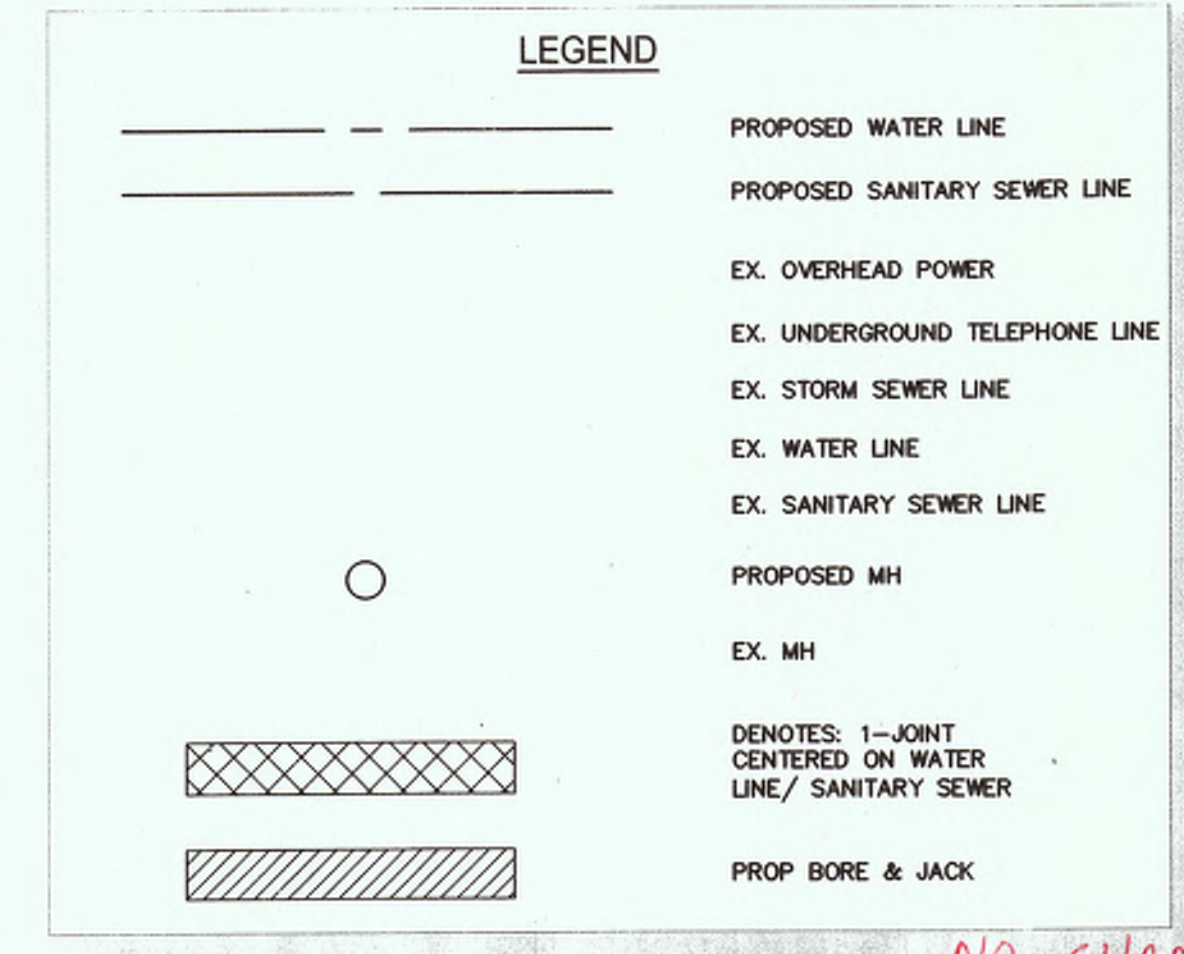 LEGEND
PROPOSED WATER LINE
PROPOSED SANITARY SEWER LINE
EX. OVERHEAD POWER
EX. UNDERGROUND TELEPHONE LINE
EX. STORM SEWER LINE
EX. WATER LINE
EX. SANITARY SEWER LINE
PROPOSED MH
EX. MH
DENOTES: 1-JOINT
CENTERED ON WATER
LINE/ SANITARY SEWER
PROP BORE & JACK